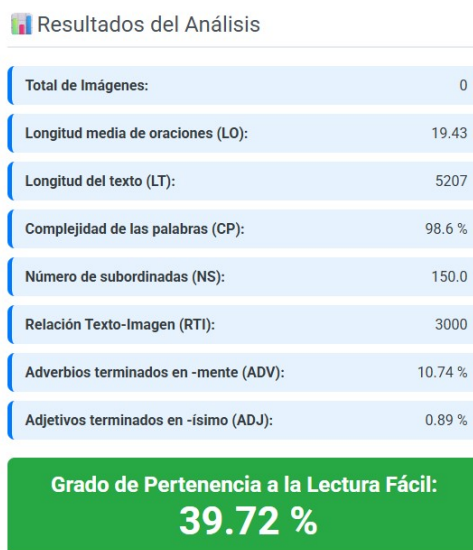 Resultados del Análisis
Total de Imágenes: 0
Longitud media de oraciones (LO): 19.43
Longitud del texto (LT): 5207
Complejidad de las palabras (CP): 98.6 %
Número de subordinadas (NS): 150.0
Relación Texto-Imagen (RTI): 3000
Adverbios terminados en -mente (ADV): 10.74 %
Adjetivos terminados en -ísimo (ADJ): 0.89 %
Grado de Pertenencia a la Lectura Fácil:
39.72 %